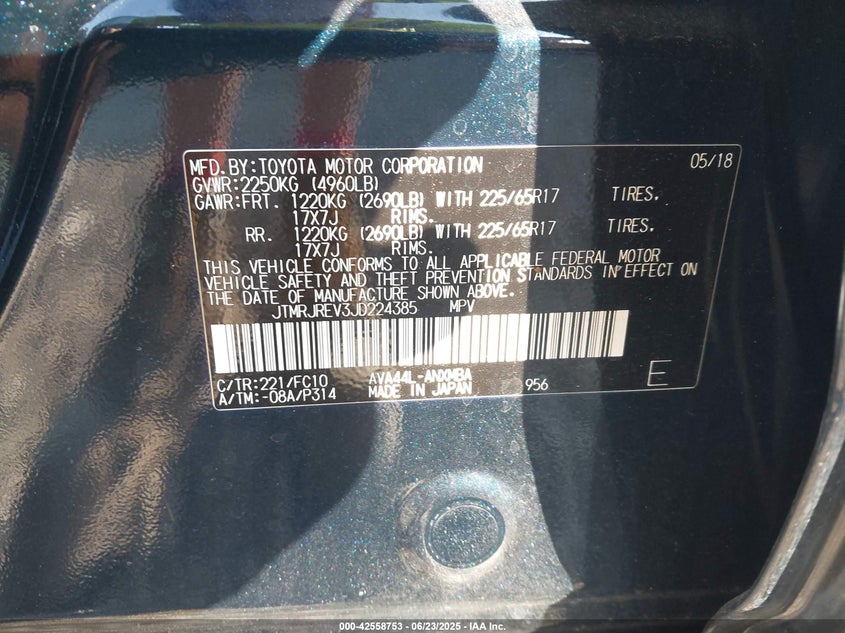 MFD.BY:TOYOTA MOTOR CORPORATION 05/18
GVWR:2250KG (4960LB)
GAWR:FRT. 1220KG (2690LB) WITH 225/65R17 TIRES,
17X7J RIMS.
RR. 1220KG (2690LB) WITH 225/65R17 TIRES,
17X7J RIMS.
THIS VEHICLE CONFORMS TO ALL APPLICABLE FEDERAL MOTOR
VEHICLE SAFETY AND THEFT PREVENTION STANDARDS IN EFFECT ON
THE DATE OF MANUFACTURE SHOWN ABOVE.
JTMRJREV3JD224385 MPV
C/TR:221/FC10 AVA44L-ANXMBA
A/TM:-08A/P314 MADE IN JAPAN 956 E
000-42558753 - 06/23/2025 - IAA Inc.